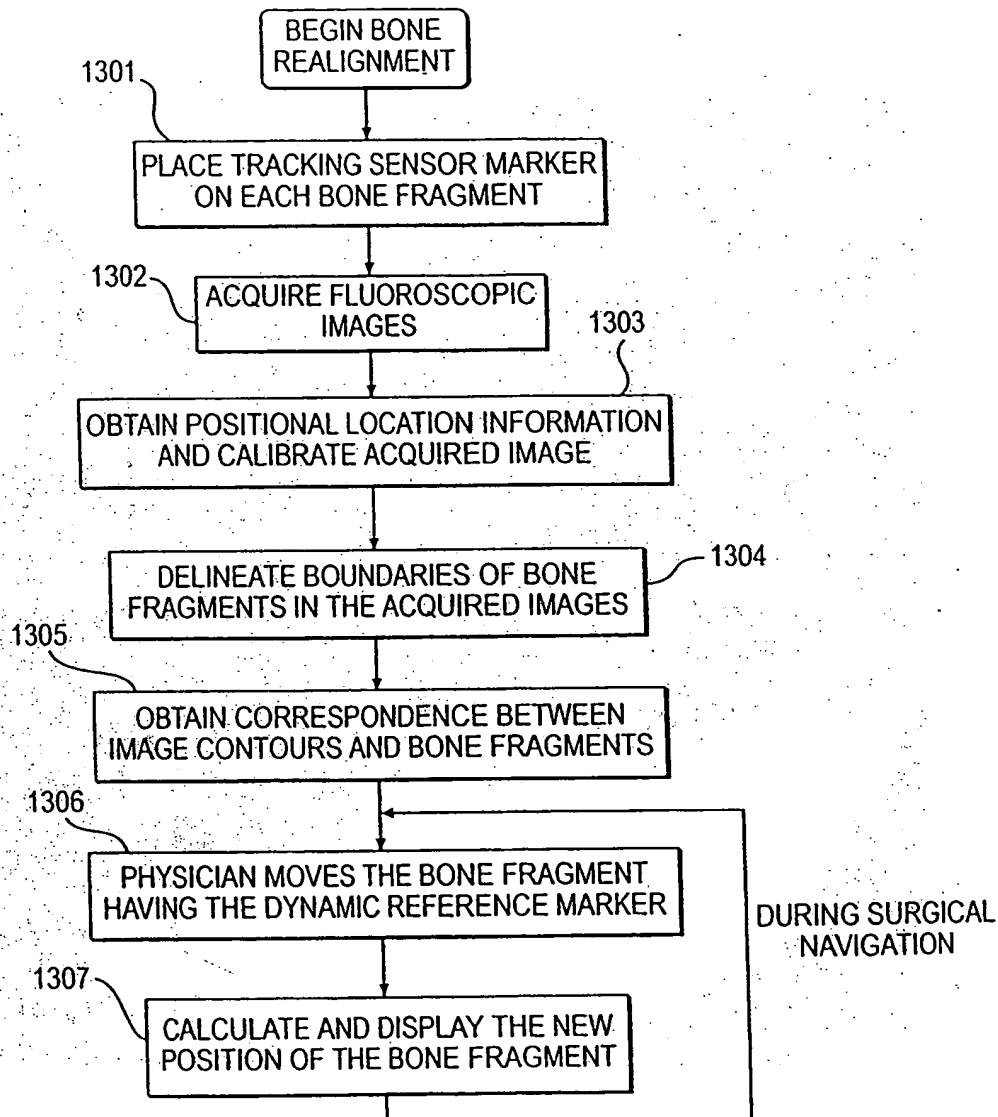 BEGIN BONE
REALIGNMENT
1301
PLACE TRACKING SENSOR MARKER
ON EACH BONE FRAGMENT
1302
ACQUIRE FLUOROSCOPIC
IMAGES
1303
OBTAIN POSITIONAL LOCATION INFORMATION
AND CALIBRATE ACQUIRED IMAGE
1304
DELINEATE BOUNDARIES OF BONE
FRAGMENTS IN THE ACQUIRED IMAGES
1305
OBTAIN CORRESPONDENCE BETWEEN
IMAGE CONTOURS AND BONE FRAGMENTS
1306
PHYSICIAN MOVES THE BONE FRAGMENT
HAVING THE DYNAMIC REFERENCE MARKER
DURING SURGICAL
NAVIGATION
1307
CALCULATE AND DISPLAY THE NEW
POSITION OF THE BONE FRAGMENT